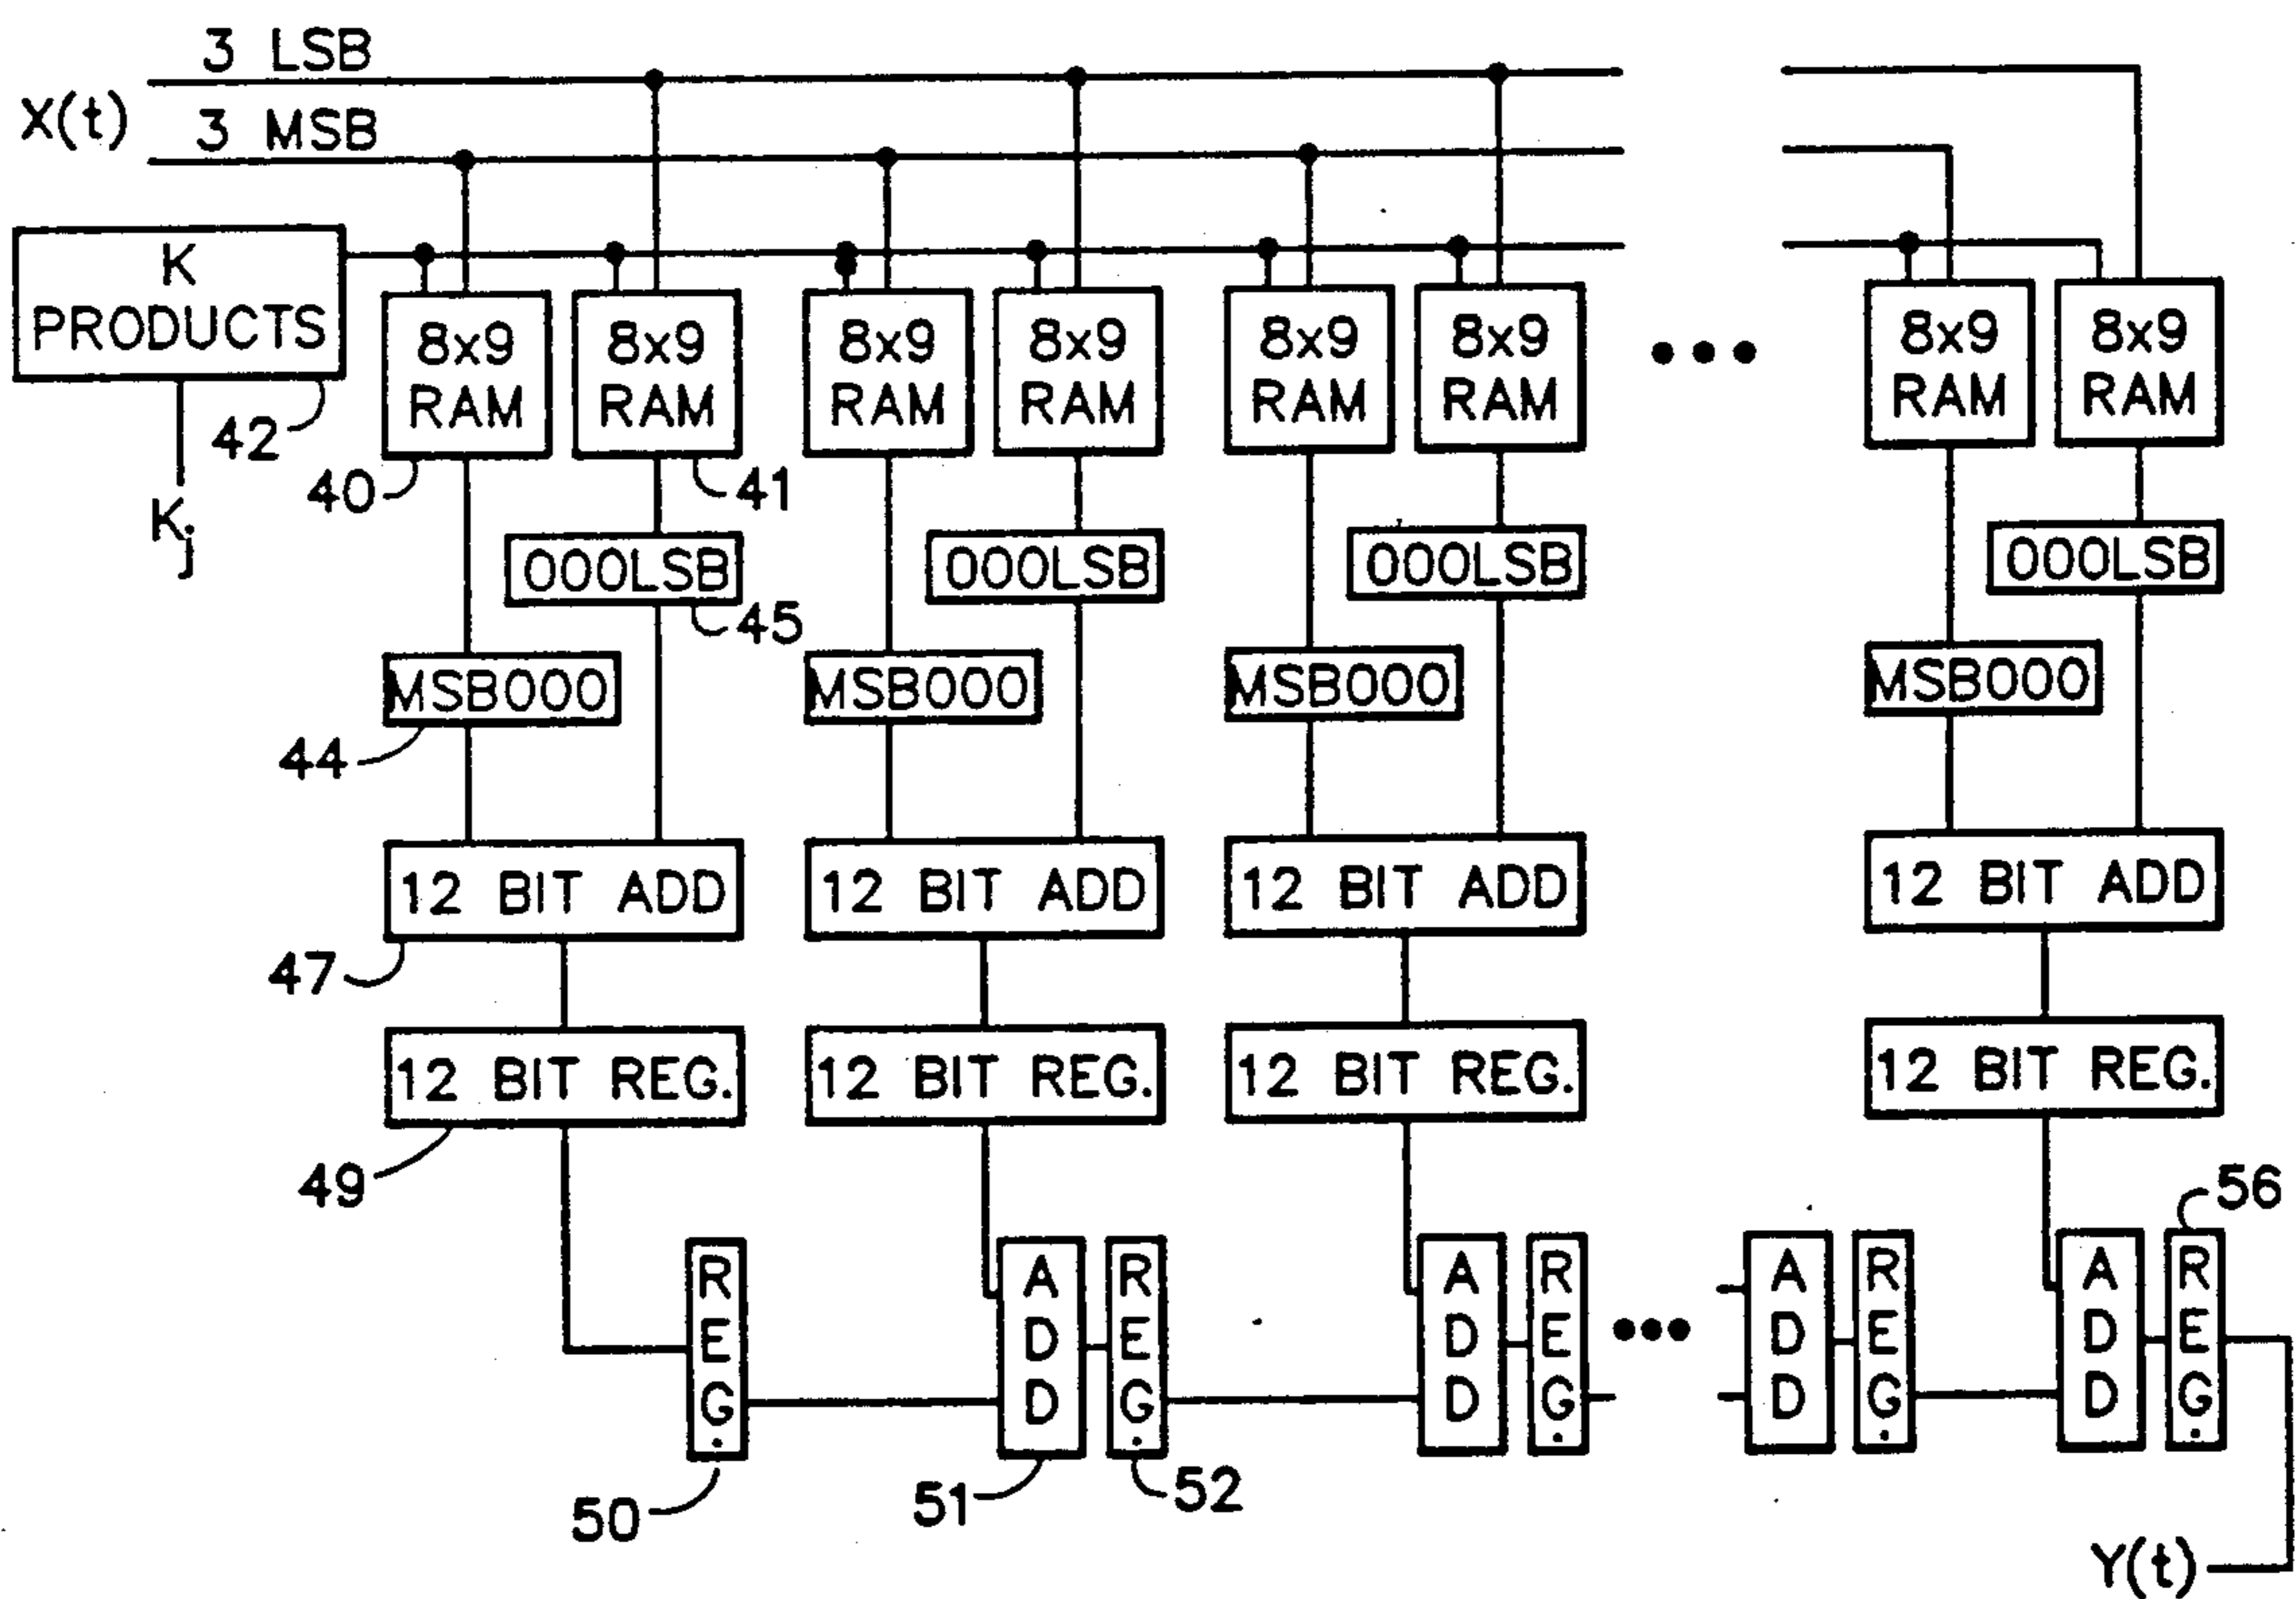 3 LSB
X(t)
3 MSB
K
PRODUCTS
42
Kj
8x9
RAM
8x9
RAM
8x9
RAM
8x9
RAM
8x9
RAM
8x9
RAM
8x9
RAM
8x9
RAM
40
41
000LSB
000LSB
000LSB
000LSB
45
MSB000
MSB000
MSB000
MSB000
44
12 BIT ADD
12 BIT ADD
12 BIT ADD
12 BIT ADD
47
12 BIT REG.
12 BIT REG.
12 BIT REG.
12 BIT REG.
49
56
REG.
ADD
REG.
ADD
REG.
ADD
REG.
ADD
REG.
50
51
52
Y(t)